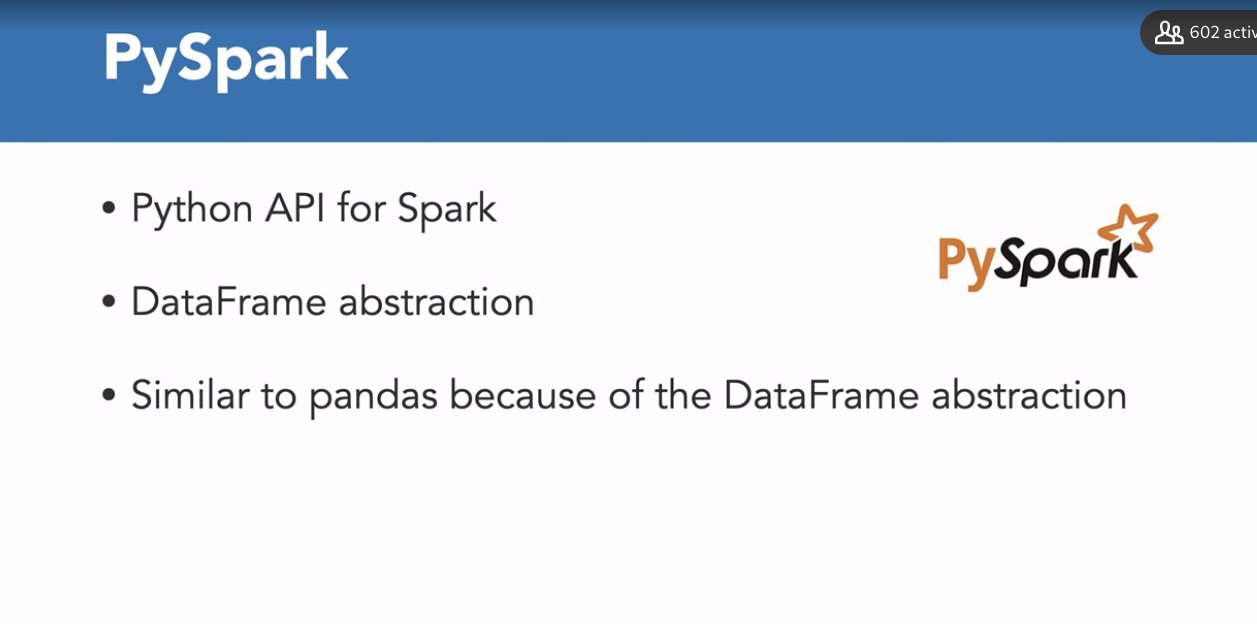 PySpark
602 activ
• Python API for Spark
• DataFrame abstraction
• Similar to pandas because of the DataFrame abstraction
PySpark